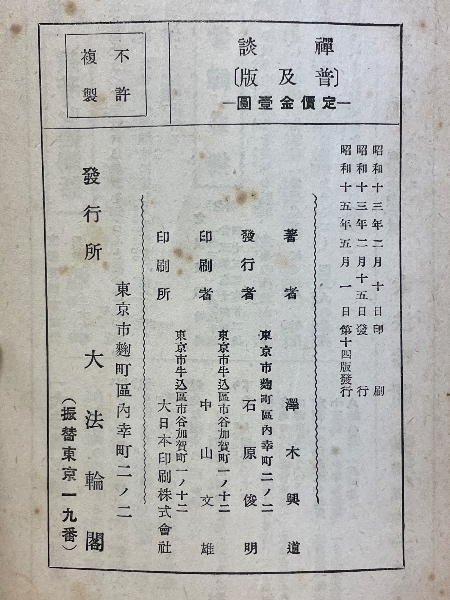 禪談
〔普及版〕
―定價金壹圓―
不許
複製
昭和十三年二月十日印刷
昭和十三年二月十五日發行
昭和十五年五月一日第十四版發行
著者 澤木興道
東京市麴町區內幸町二ノ二
發行者 石原俊明
東京市牛込區市谷加賀町一ノ十二
印刷者 中山文雄
東京市牛込區市谷加賀町一ノ十二
印刷所 大日本印刷株式會社
東京市麴町區內幸町二ノ二
發行所 大法輪閣
（振替東京一九番）